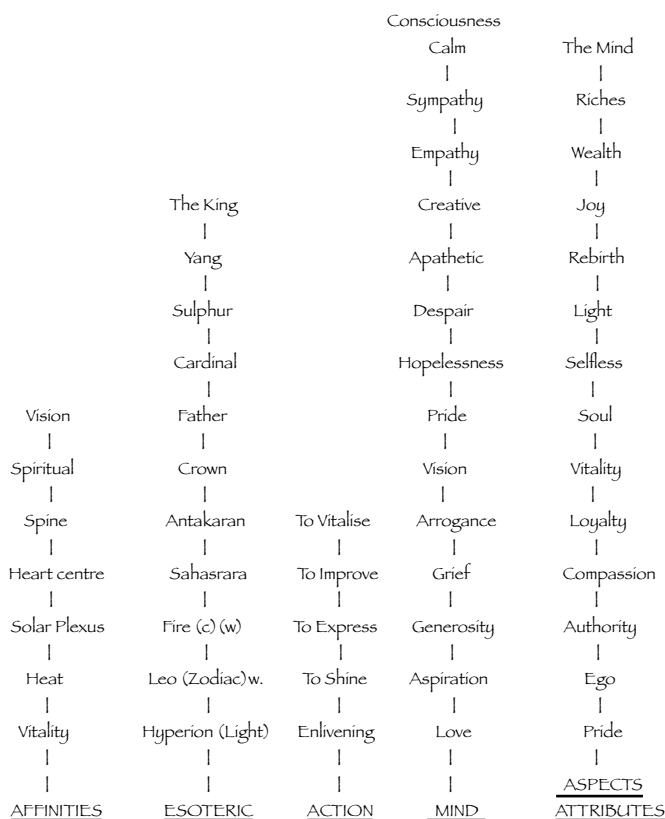 Consciousness
Calm The Mind
Sympathy Riches
Empathy Wealth
The King Creative Joy
Yang Apathetic Rebirth
Sulphur Despair Light
Cardinal Hopelessness Selfless
Vision Father Pride Soul
Spiritual Crown Vision Vitality
Spine Antakaran To Vitalise Arrogance Loyalty
Heart centre Sahasrara To Improve Grief Compassion
Solar Plexus Fire (c) (w) To Express Generosity Authority
Heat Leo (Zodiac)w. To Shine Aspiration Ego
Vitality Hyperion (Light) Enlivening Love Pride
ASPECTS
AFFINITIES ESOTERIC ACTION MIND ATTRIBUTES